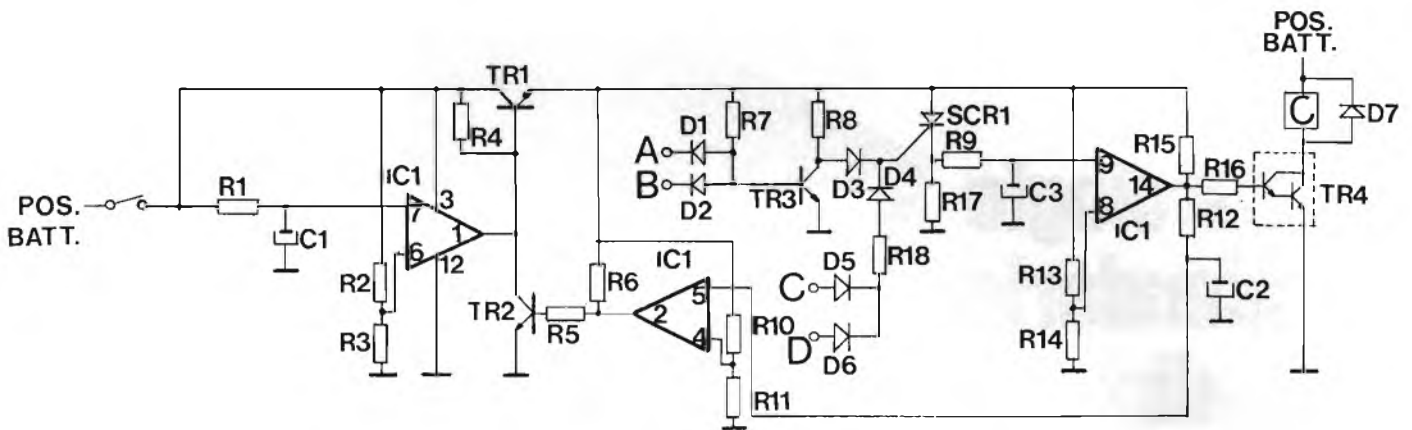 POS.
BATT.
R1
C1
R2
R3
IC1
7
6
3
1
12
R4
TR1
TR2
R5
R6
IC1
2
5
4
R10
R11
A
B
D1
D2
R7
R8
TR3
D3
D4
R18
C
D
D5
D6
SCR1
R9
R17
C3
9
8
14
IC1
R13
R14
R15
R16
R12
C2
TR4
POS.
BATT.
C
D7